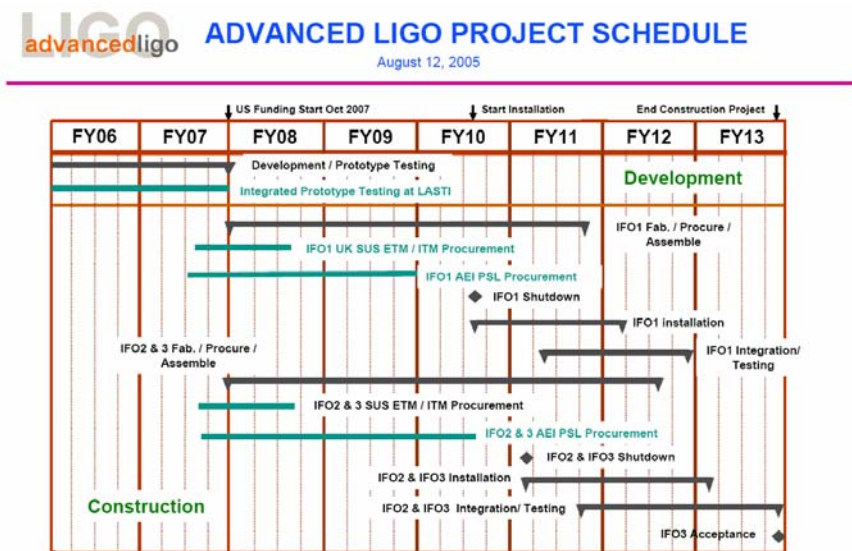 LIGO
advancedligo
ADVANCED LIGO PROJECT SCHEDULE
August 12, 2005
US Funding Start Oct 2007
Start Installation
End Construction Project
FY06 FY07 FY08 FY09 FY10 FY11 FY12 FY13
Development / Prototype Testing
Development
Integrated Prototype Testing at LASTI
IFO1 Fab. / Procure /
Assemble
IFO1 UK SUS ETM / ITM Procurement
IFO1 AEI PSL Procurement
IFO1 Shutdown
IFO1 installation
IFO2 & 3 Fab. / Procure /
Assemble
IFO1 Integration/
Testing
IFO2 & 3 SUS ETM / ITM Procurement
IFO2 & 3 AEI PSL Procurement
IFO2 & IFO3 Shutdown
IFO2 & IFO3 Installation
Construction
IFO2 & IFO3 Integration/ Testing
IFO3 Acceptance